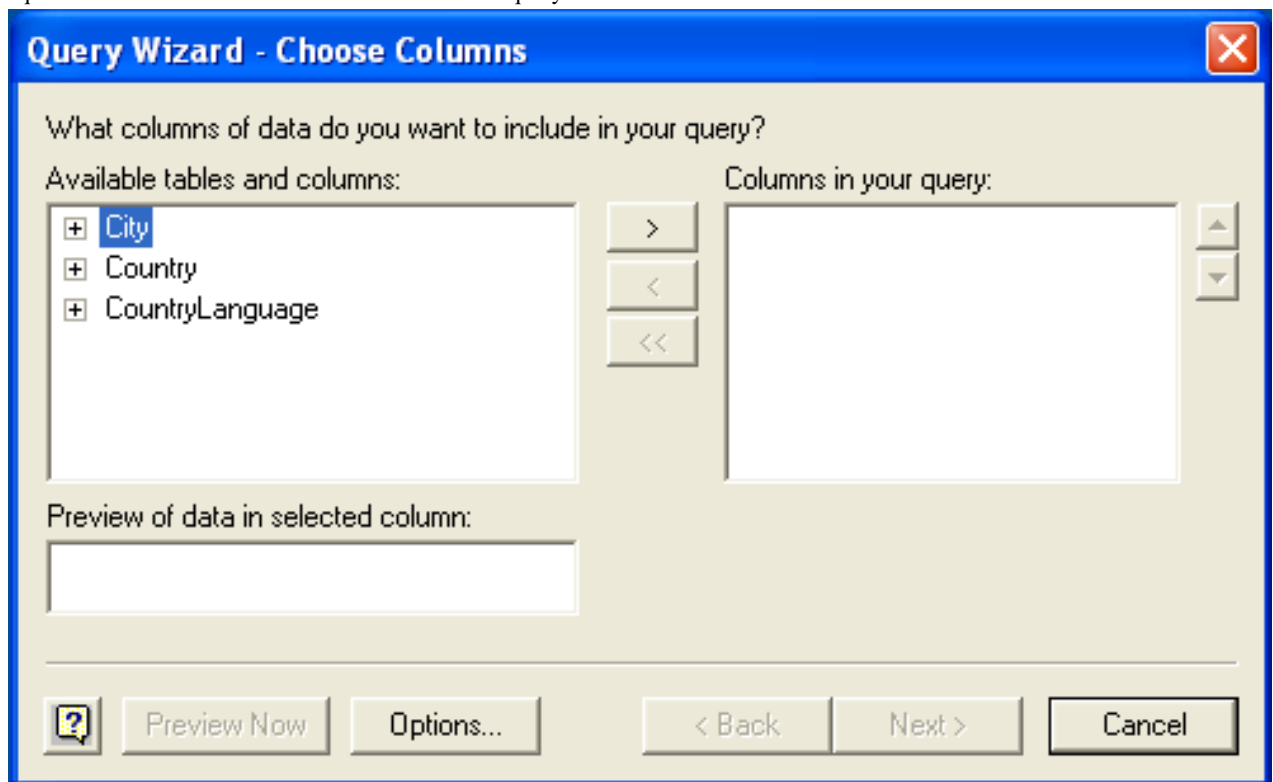 Query Wizard - Choose Columns
What columns of data do you want to include in your query?
Available tables and columns:
Columns in your query:
City
Country
CountryLanguage
>
<
<<
Preview of data in selected column:
Preview Now
Options...
< Back
Next >
Cancel